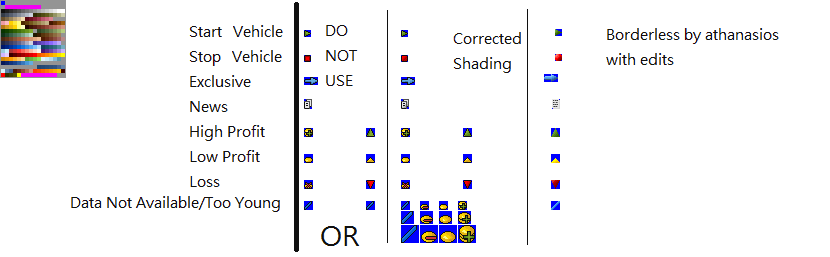 Start Vehicle DO
Stop Vehicle NOT
Exclusive USE
News
High Profit
Low Profit
Loss
Data Not Available/Too Young
OR
Corrected
Shading
Borderless by athanasios
with edits